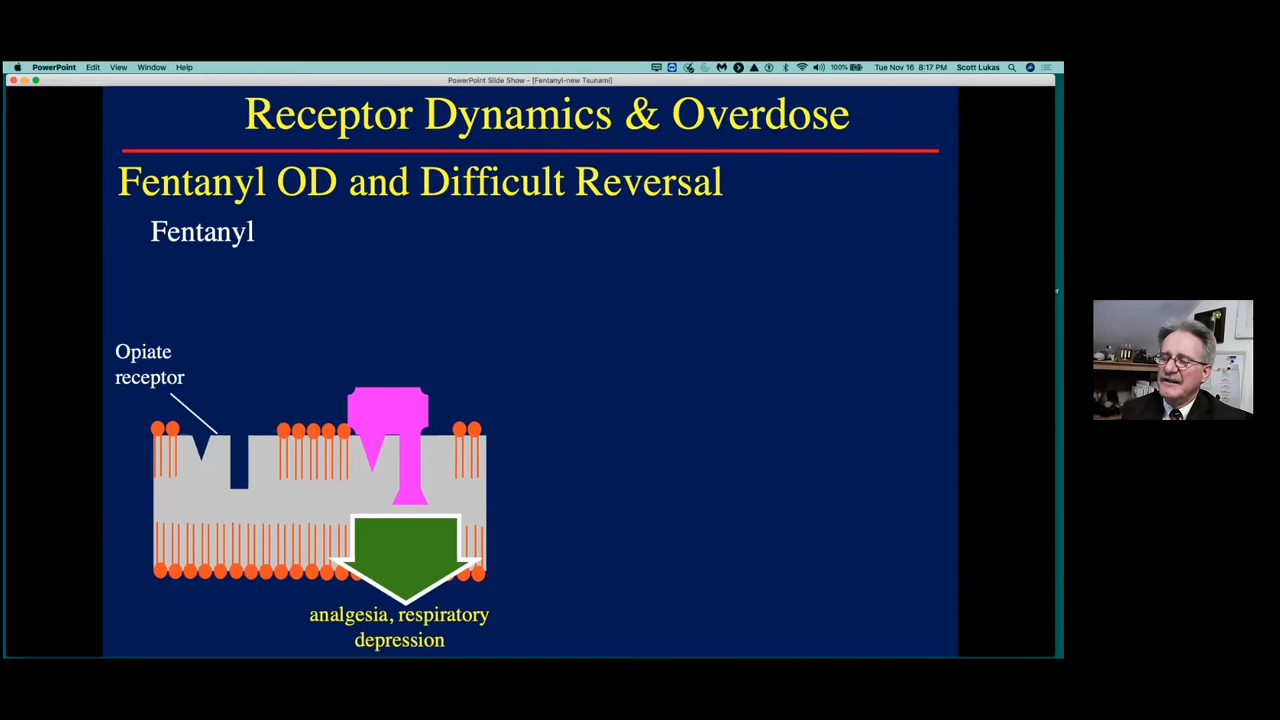 PowerPoint Edit View Window Help 100% Tue Nov 16 8:17 PM Scott Lukas
PowerPoint Slide Show - [Fentanyl-new Tsunami]
Receptor Dynamics & Overdose
Fentanyl OD and Difficult Reversal
Fentanyl
Opiate
receptor
analgesia, respiratory
depression